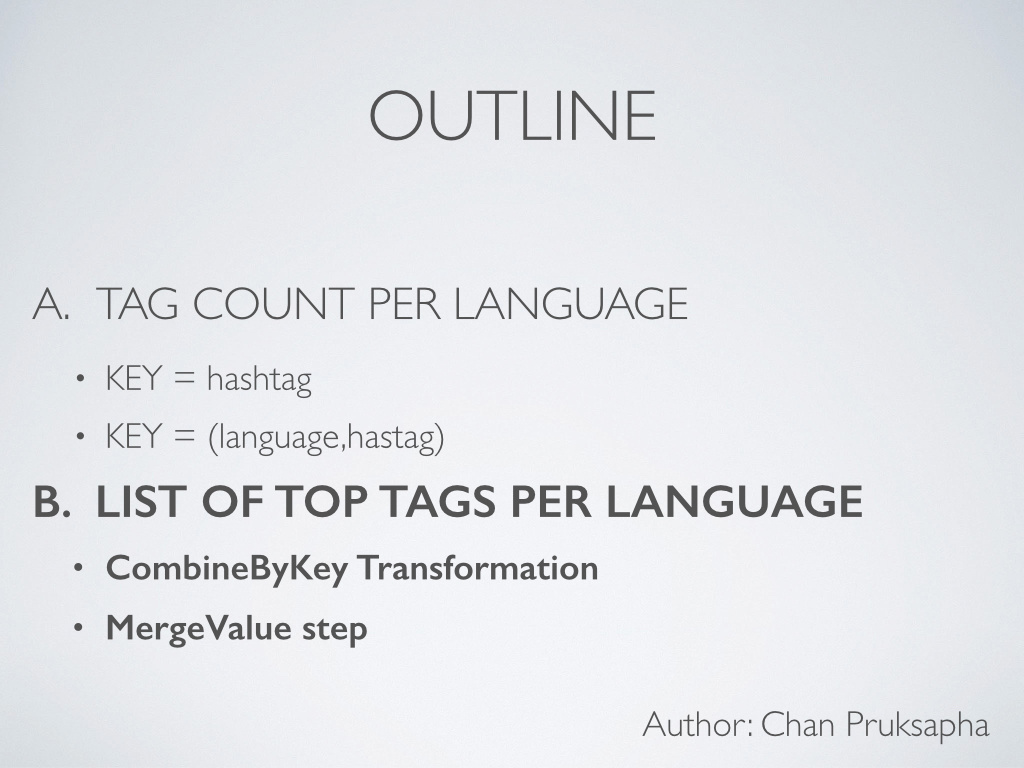 OUTLINE
A. TAG COUNT PER LANGUAGE
• KEY = hashtag
• KEY = (language,hastag)
B. LIST OF TOP TAGS PER LANGUAGE
• CombineByKey Transformation
• MergeValue step
Author: Chan Pruksapha